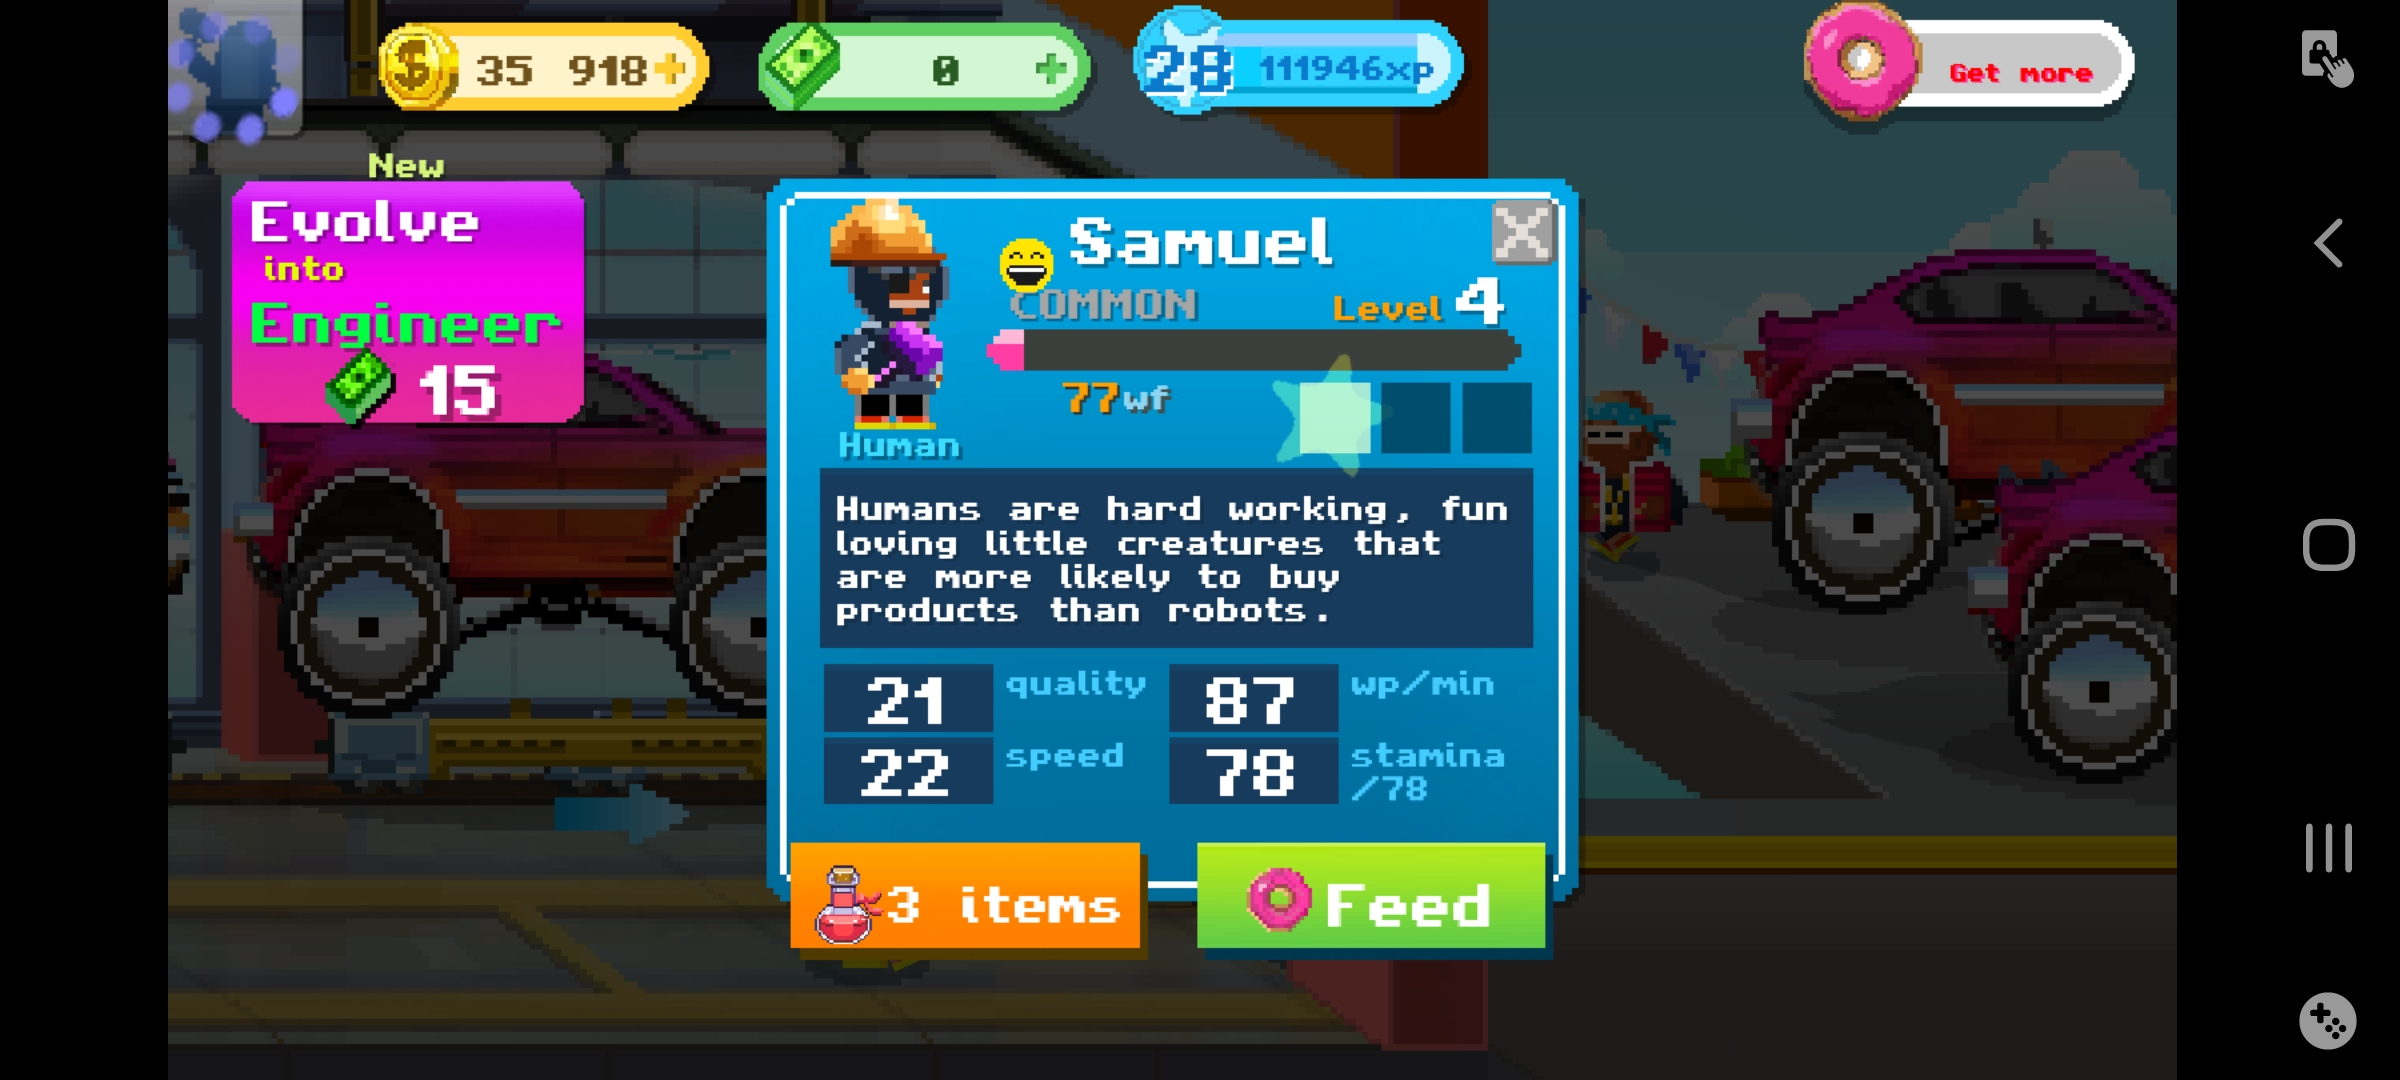 35 918
0
28
111946xp
Get more
New
Evolve
into
Engineer
15
Samuel
COMMON
Level 4
77wf
Human
Humans are hard working, fun
loving little creatures that
are more likely to buy
products than robots.
21 quality
87 wp/min
22 speed
78 stamina
/78
3 items
Feed